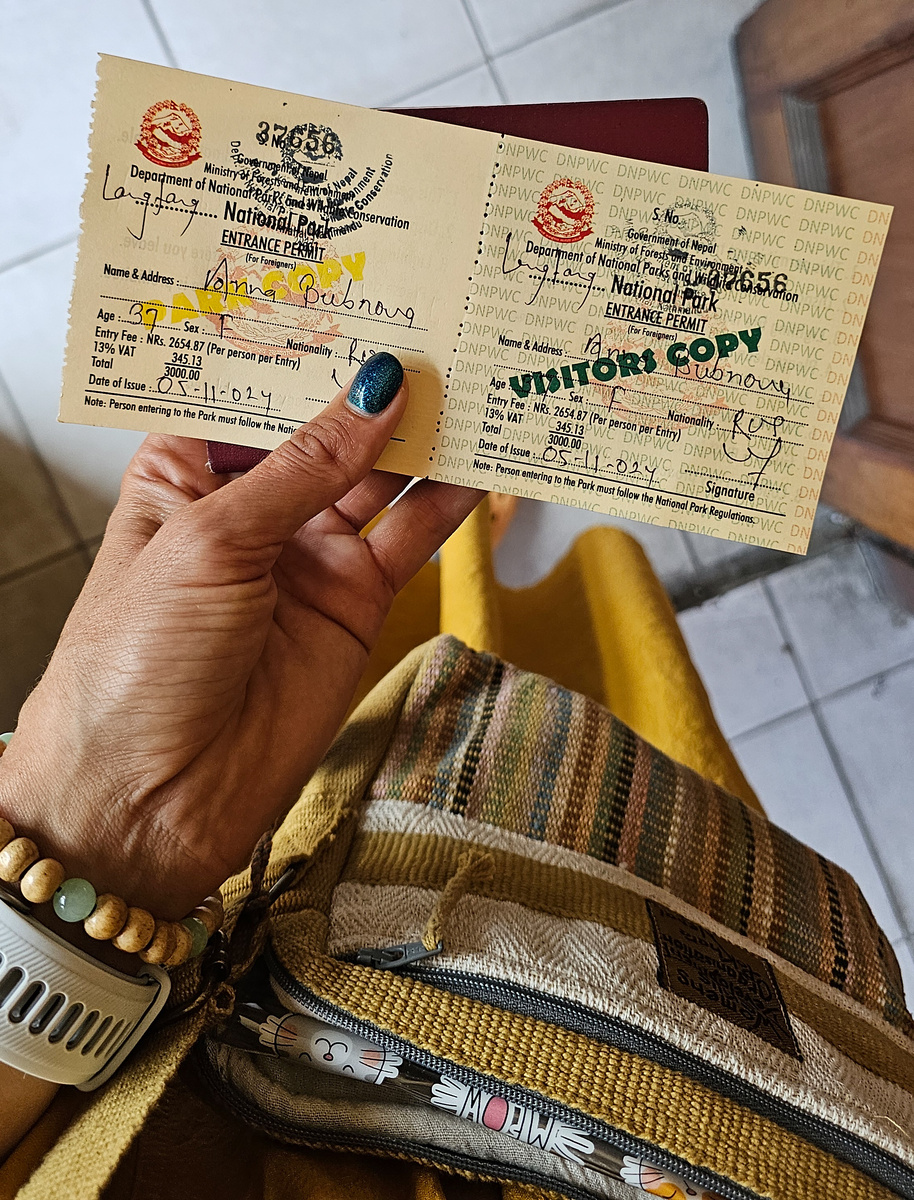 37656
Government of Nepal
Ministry of Forests and Environment
Department of National Parks and Wildlife Conservation
Langtang National Park
ENTRANCE PERMIT
(For Foreigners)
PARK COPY
Name & Address : Anna Bubnova
Age : 37 Sex : F Nationality
Entry Fee : NRs. 2654.87 (Per person per Entry)
13% VAT 345.13
Total 3000.00
Date of Issue : 05-11-024
Note: Person entering to the Park must follow the
S. No. 37656
Government of Nepal
Ministry of Forests and Environment
Department of National Parks and Wildlife Conservation
Langtang National Park
ENTRANCE PERMIT
(For Foreigners)
VISITORS COPY
Name & Address : Bubnova
Age Sex : F Nationality
Entry Fee : NRs. 2654.87 (Per person per Entry)
13% VAT 345.13
Total 3000.00
Date of Issue : 05-11-024
Signature
Note: Person entering to the Park must follow the National Park Regulations.
DNPWC DNPWC DNPWC
MEOW